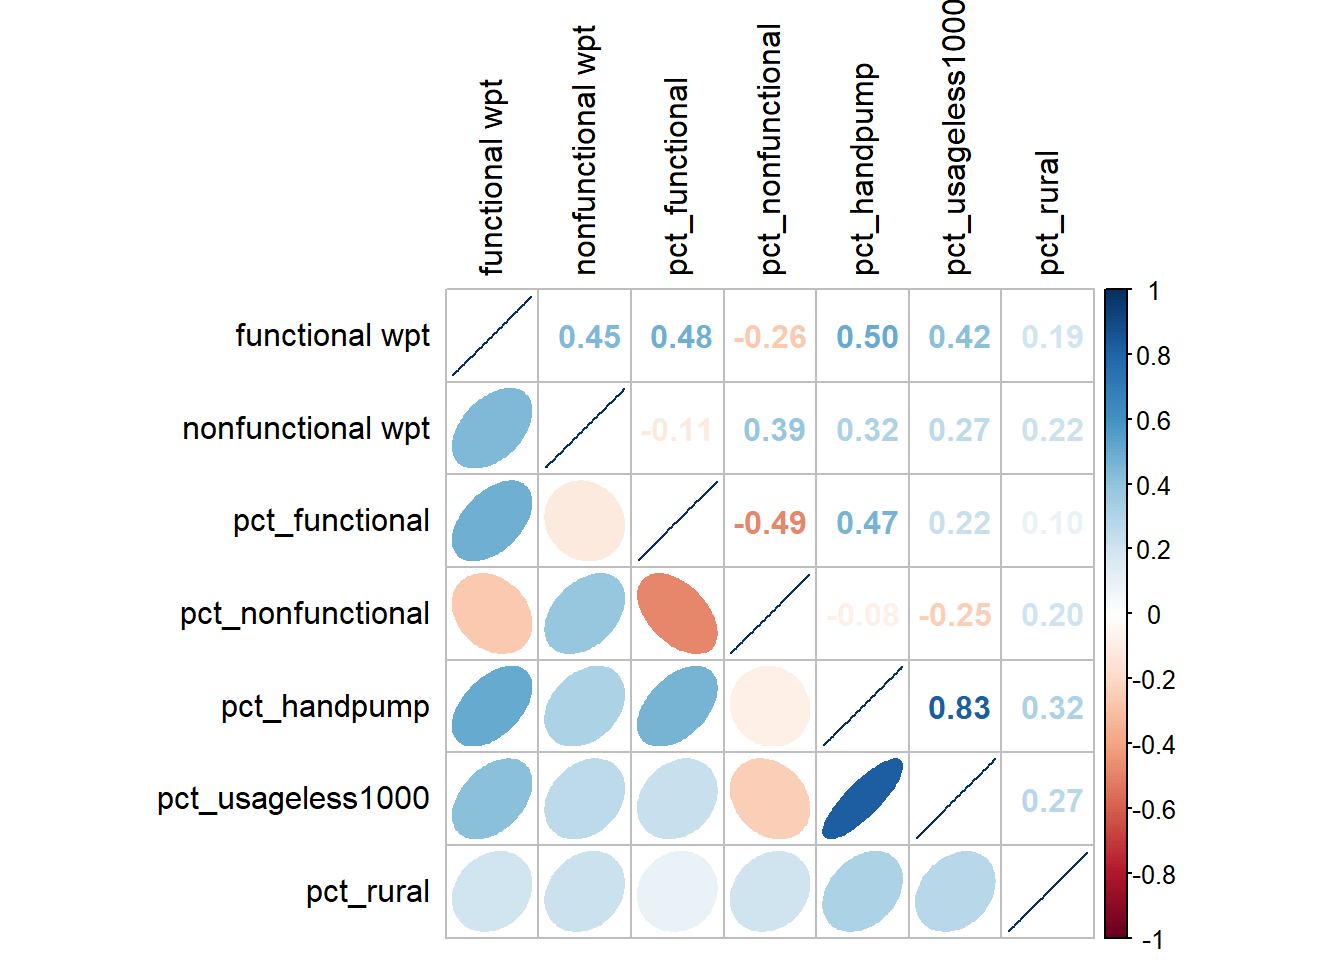 functional wpt
nonfunctional wpt
pct_functional
pct_nonfunctional
pct_handpump
pct_usageless1000
pct_rural
functional wpt 0.45 0.48 -0.26 0.50 0.42 0.19
nonfunctional wpt -0.11 0.39 0.32 0.27 0.22
pct_functional -0.49 0.47 0.22 0.10
pct_nonfunctional -0.08 -0.25 0.20
pct_handpump 0.83 0.32
pct_usageless1000 0.27
pct_rural
1
0.8
0.6
0.4
0.2
0
-0.2
-0.4
-0.6
-0.8
-1